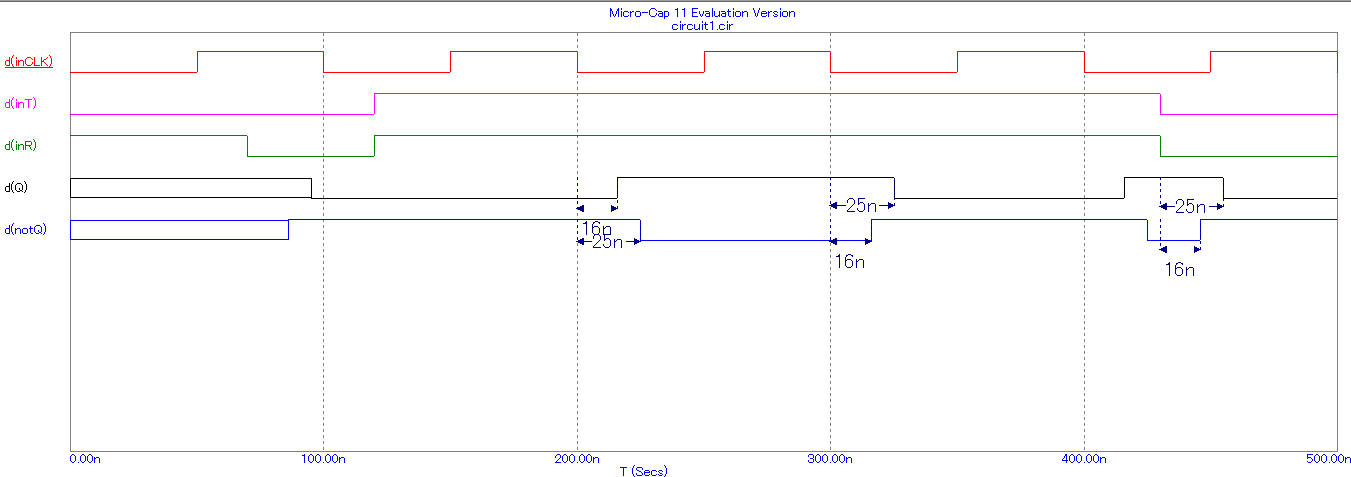 Micro-Cap 11 Evaluation Version
circuit1.cir
d(inCLK)
d(inT)
d(inR)
d(Q)
25n
25n
16n
d(notQ)
25n
16n
16n
0.00n 100.00n 200.00n 300.00n 400.00n 500.00n
T (Secs)